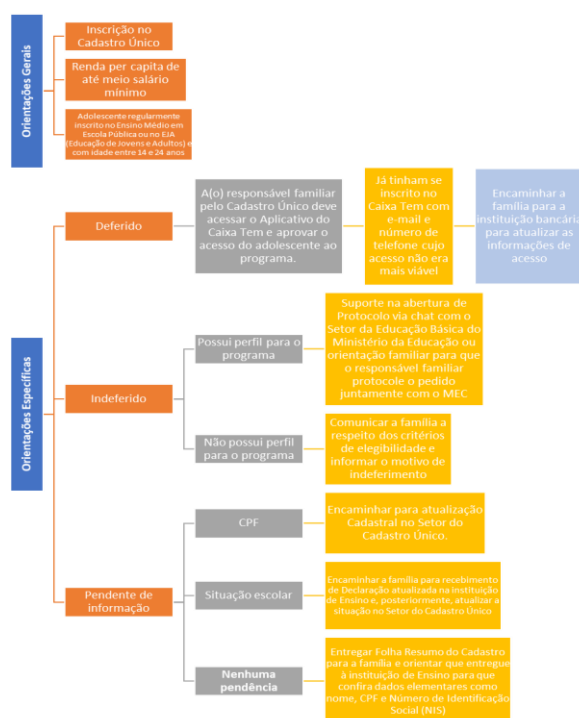 Orientações Gerais
Inscrição no
Cadastro Único
Renda per capita de
até meio salário
mínimo
Adolescente regularmente
inscrito no Ensino Médio em
Escola Pública ou no EJA
(Educação de Jovens e Adultos) e
com idade entre 14 e 24 anos
Orientações Específicas
Deferido
A(o) responsável familiar
pelo Cadastro Único deve
acessar o Aplicativo do
Caixa Tem e aprovar o
acesso do adolescente ao
programa.
Já tinham se
inscrito no
Caixa Tem com
e-mail e
número de
telefone cujo
acesso não era
mais viável
Encaminhar a
família para a
instituição bancária
para atualizar as
informações de
acesso
Indeferido
Possui perfil para o
programa
Suporte na abertura de
Protocolo via chat com o
Setor da Educação Básica do
Ministério da Educação ou
orientação familiar para que
o responsável familiar
protocole o pedido
juntamente com o MEC
Não possui perfil
para o programa
Comunicar a família a
respeito dos critérios
de elegibilidade e
informar o motivo de
indeferimento
Pendente de
informação
CPF
Encaminhar para atualização
Cadastral no Setor do
Cadastro Único.
Situação escolar
Encaminhar a família para recebimento
de Declaração atualizada na instituição
de Ensino e, posteriormente, atualizar a
situação no Setor do Cadastro Único
Nenhuma
pendência
Entregar Folha Resumo do Cadastro
para a família e orientar que entregue
à instituição de Ensino para que
confira dados elementares como
nome, CPF e Número de Identificação
Social (NIS)